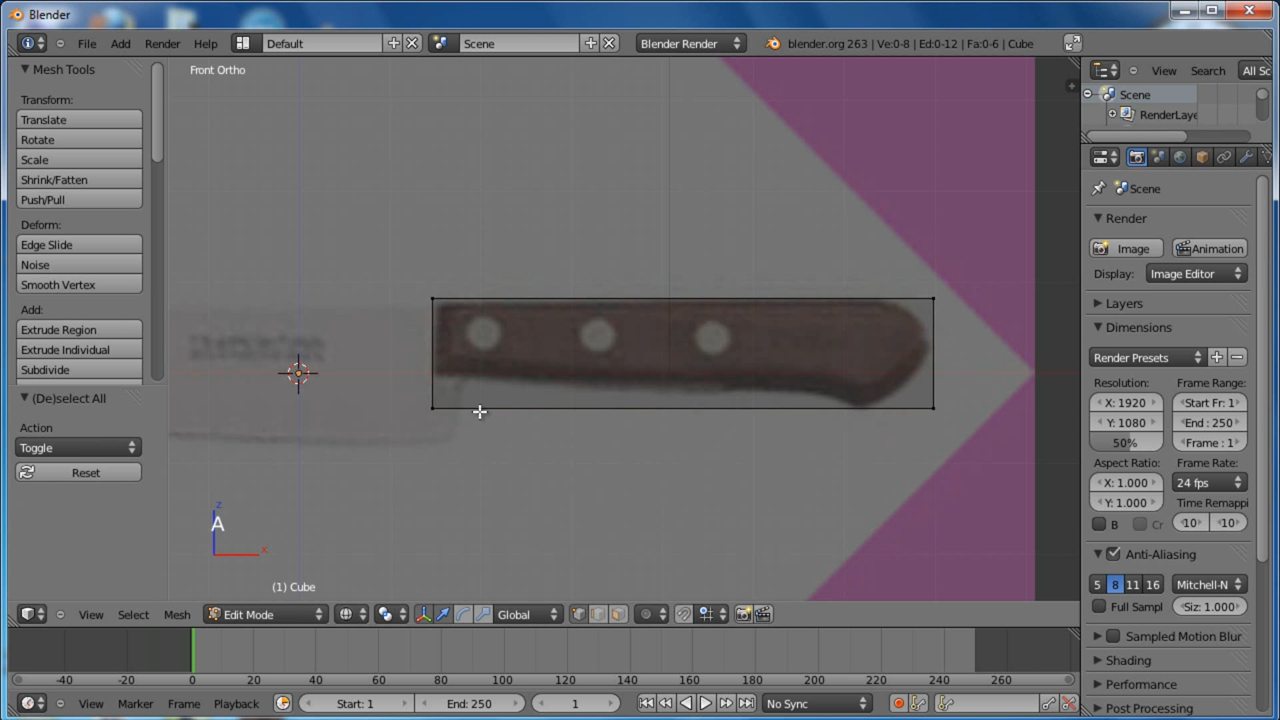 Blender
File Add Render Help Default Scene Blender Render blender.org 263 | Ve:0-8 | Ed:0-12 | Fa:0-6 | Cube
Mesh Tools
Transform:
Translate
Rotate
Scale
Shrink/Fatten
Push/Pull
Deform:
Edge Slide
Noise
Smooth Vertex
Add:
Extrude Region
Extrude Individual
Subdivide
(De)select All
Action
Toggle
Reset
Front Ortho
z
A
x
(1) Cube
View Search All Sc
Scene
RenderLaye
Scene
Render
Image Animation
Display: Image Editor
Layers
Dimensions
Render Presets
Resolution: Frame Range:
X: 1920 Start Fr: 1
Y: 1080 End : 250
50% Frame : 1
Aspect Ratio: Frame Rate:
X: 1.000 24 fps
Y: 1.000 Time Remappi
B Cr 10 10
Anti-Aliasing
5 8 11 16 Mitchell-N
Full Sampl Siz: 1.000
Sampled Motion Blur
Shading
Performance
Post Processing
View Select Mesh Edit Mode Global
-40 -20 0 20 40 60 80 100 120 140 160 180 200 220 240 260
View Marker Frame Playback Start: 1 End: 250 1 No Sync